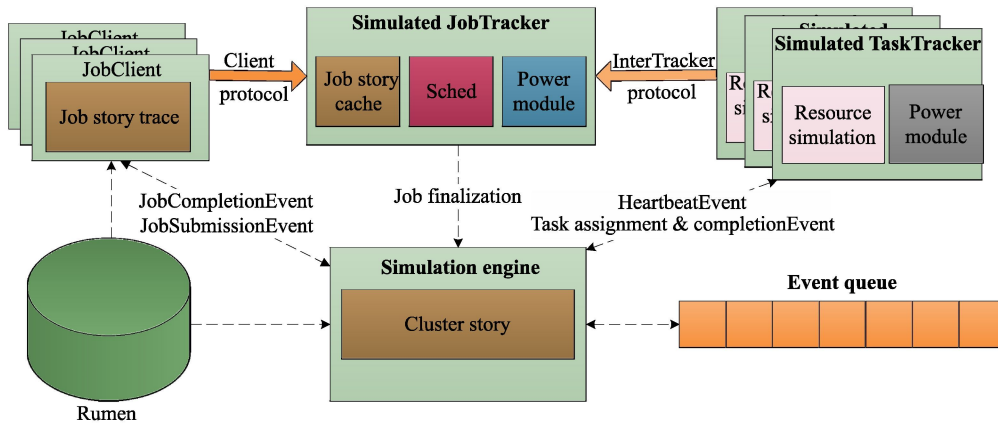 JobClient
JobClient
JobClient
Job story trace
Client
protocol
Simulated JobTracker
Job story
cache
Sched
Power
module
InterTracker
protocol
Simulated
Simulated TaskTracker
Resource
simulation
Power
module
JobCompletionEvent
JobSubmissionEvent
Job finalization
HeartbeatEvent
Task assignment & completionEvent
Simulation engine
Cluster story
Event queue
Rumen